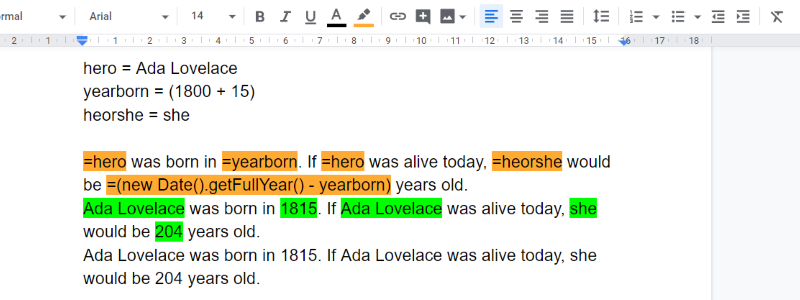 rmal Arial 14 B I U A
2 1 1 2 3 4 5 6 7 8 9 10 11 12 13 14 15 16 17 18
hero = Ada Lovelace
yearborn = (1800 + 15)
heorshe = she
=hero was born in =yearborn. If =hero was alive today, =heorshe would
be =(new Date().getFullYear() - yearborn) years old.
Ada Lovelace was born in 1815. If Ada Lovelace was alive today, she
would be 204 years old.
Ada Lovelace was born in 1815. If Ada Lovelace was alive today, she
would be 204 years old.